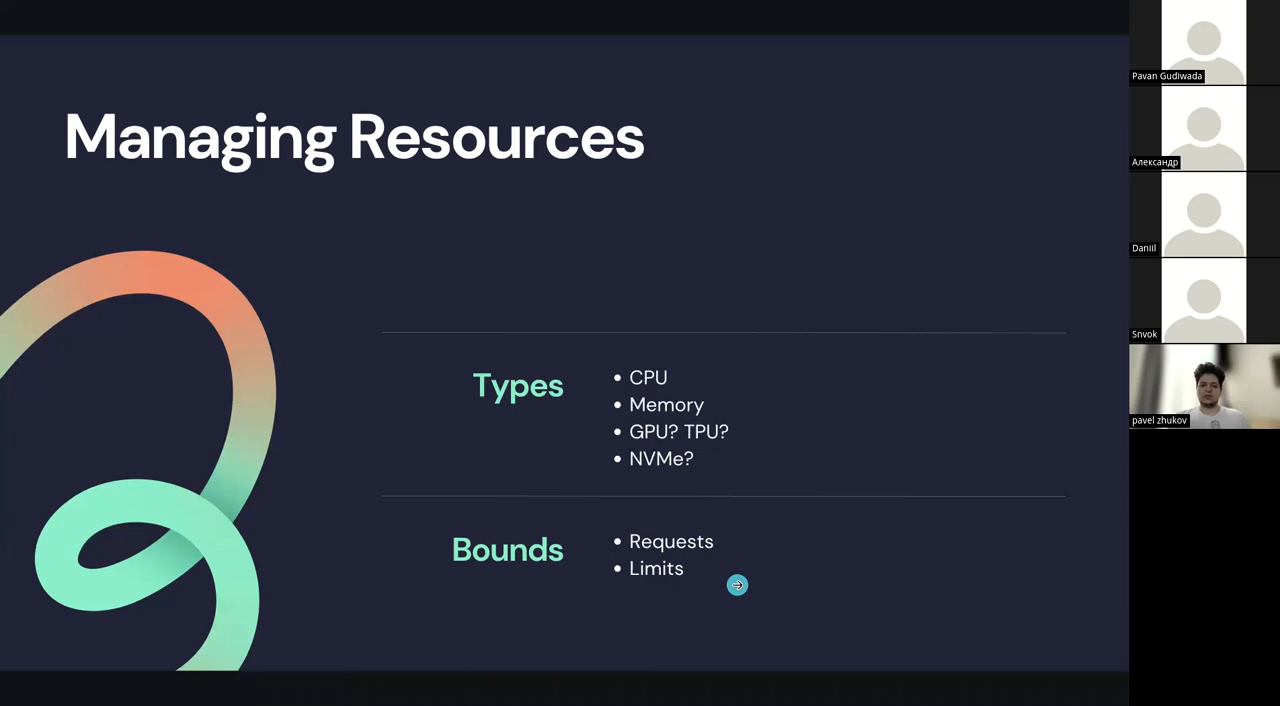 Managing Resources
Types
• CPU
• Memory
• GPU? TPU?
• NVMe?
Bounds
• Requests
• Limits
Pavan Gudiwada
Александр
Daniil
Snvok
pavel zhukov